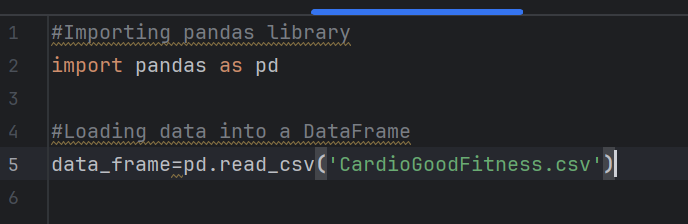 1 #Importing pandas library
2 import pandas as pd
3
4 #Loading data into a DataFrame
5 data_frame=pd.read_csv('CardioGoodFitness.csv')
6